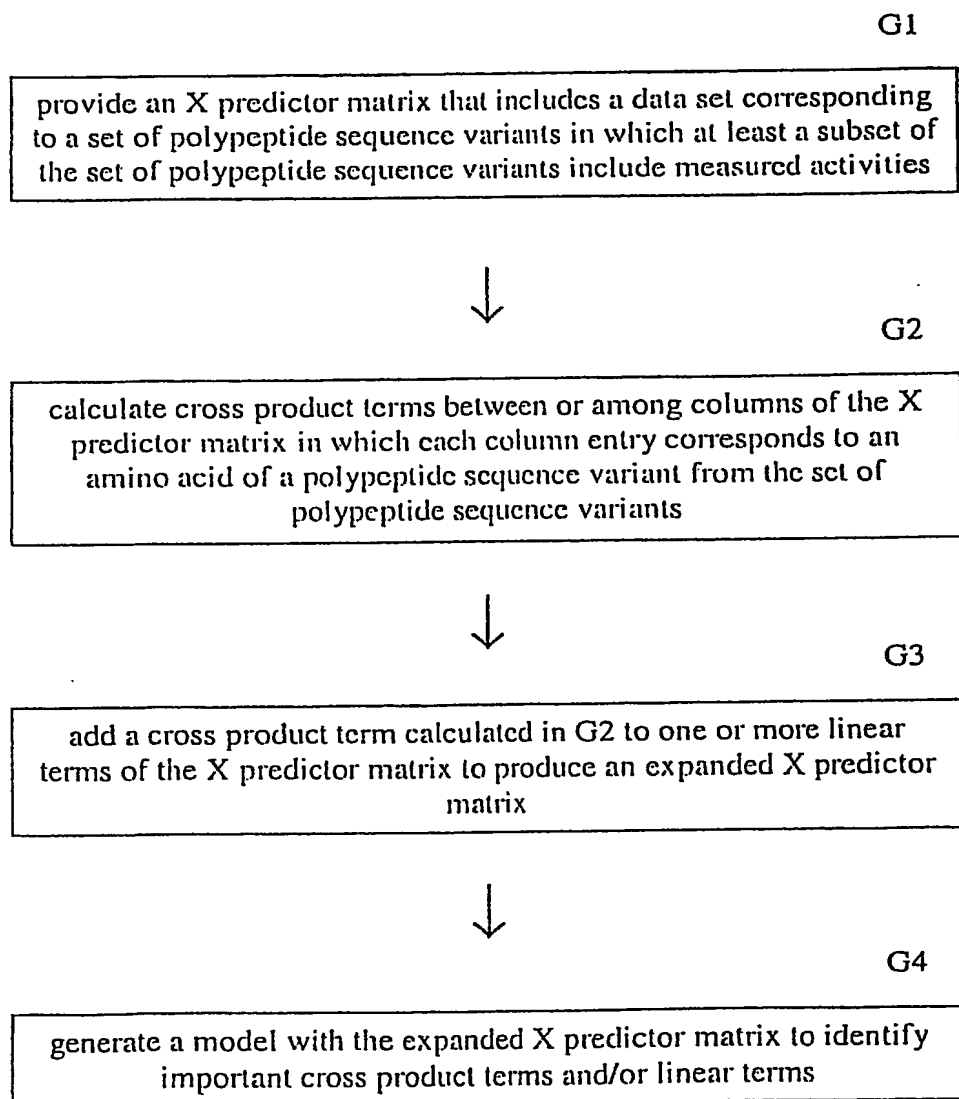 G1
provide an X predictor matrix that includes a data set corresponding
to a set of polypeptide sequence variants in which at least a subset of
the set of polypeptide sequence variants include measured activities
G2
calculate cross product terms between or among columns of the X
predictor matrix in which each column entry corresponds to an
amino acid of a polypeptide sequence variant from the set of
polypeptide sequence variants
G3
add a cross product term calculated in G2 to one or more linear
terms of the X predictor matrix to produce an expanded X predictor
matrix
G4
generate a model with the expanded X predictor matrix to identify
important cross product terms and/or linear terms